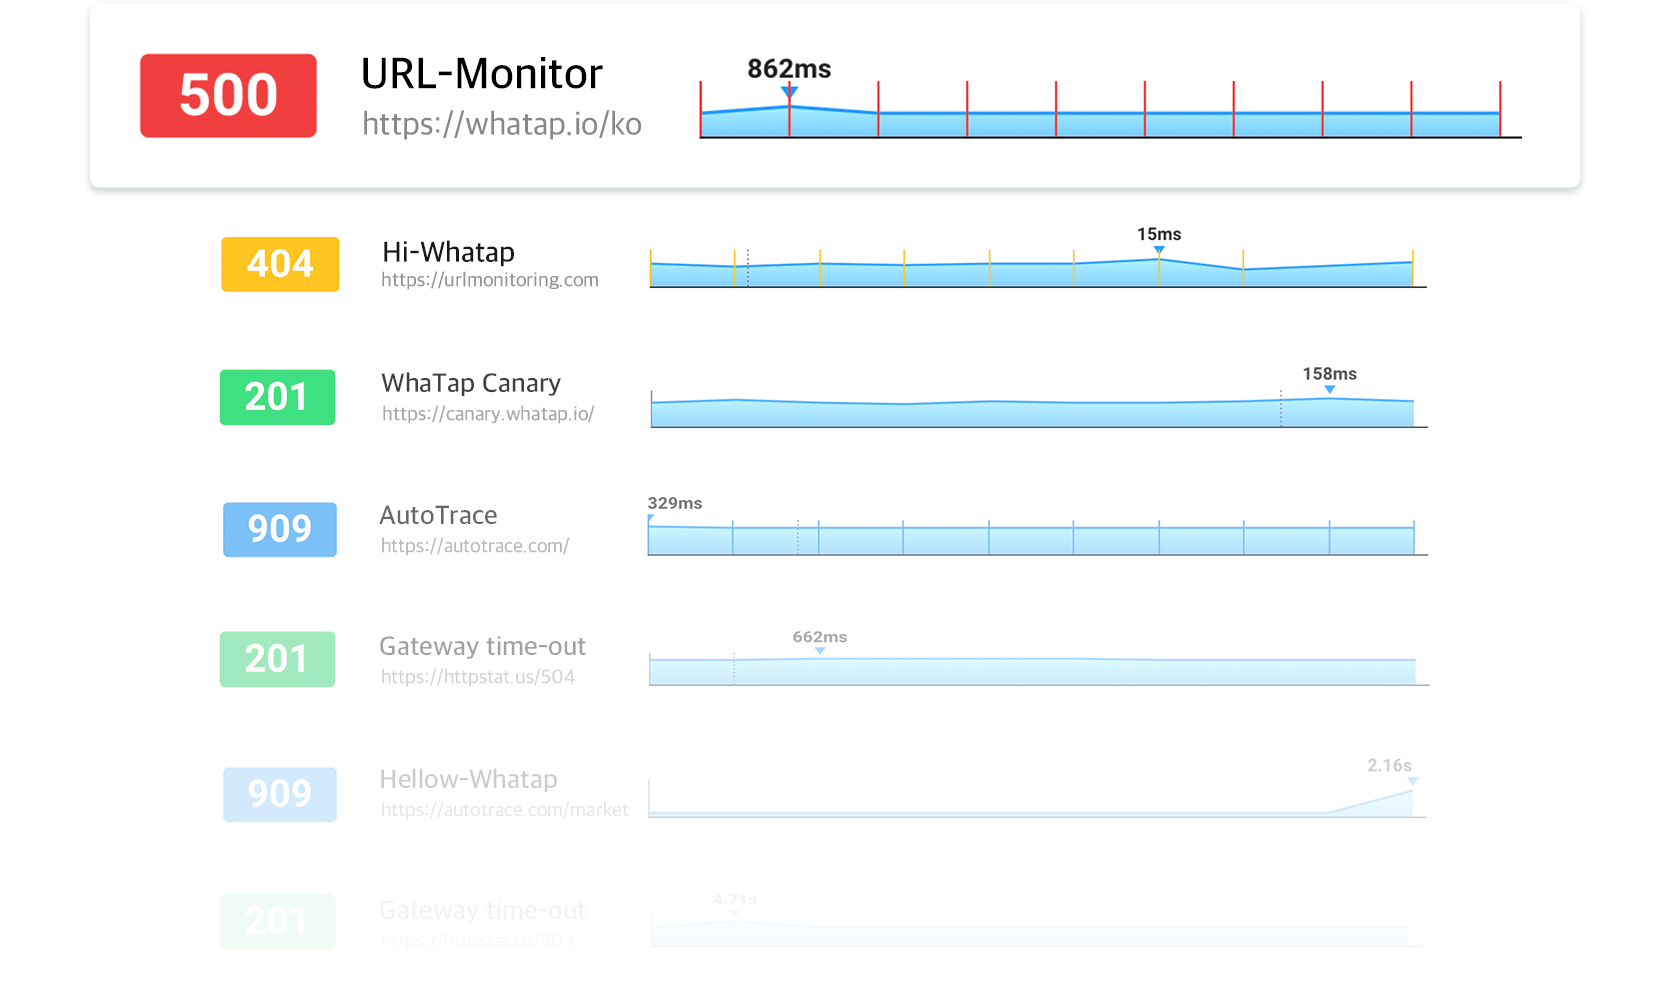 500
URL-Monitor
https://whatap.io/ko
862ms
404
Hi-Whatap
https://urlmonitoring.com
15ms
201
WhaTap Canary
https://canary.whatap.io/
158ms
909
AutoTrace
https://autotrace.com/
329ms
201
Gateway time-out
https://httpstat.us/504
662ms
909
Hellow-Whatap
https://autotrace.com/market
2.16s
201
Gateway time-out
https://httpstat.us/504
4.71s